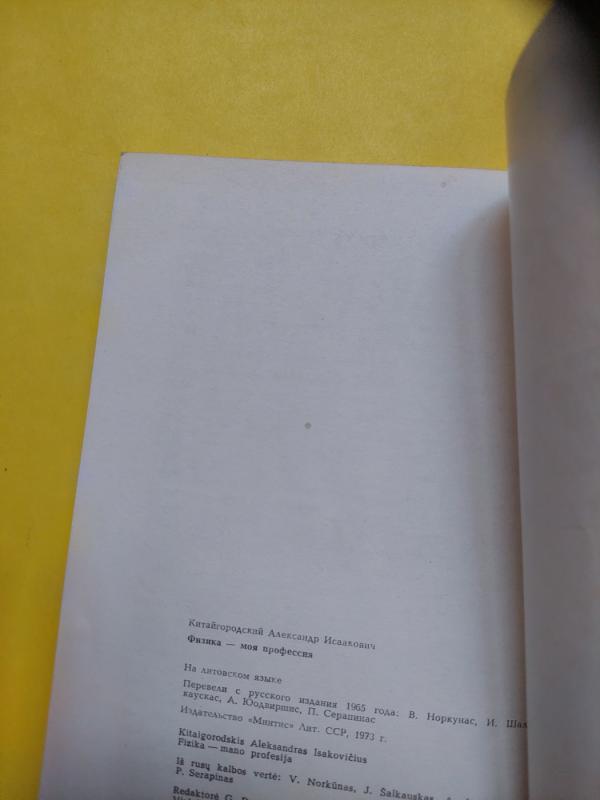 Китайгородский Александр Исаакович
Физика — моя профессия
На литовском языке
Перевели с русского издания 1965 года: В. Норкунас, И. Шал-
каускас, А. Юодвиршис, П. Серапинас
Издательство «Минтис» Лит. ССР, 1973 г.
Kitaigorodskis Aleksandras Isakovičius
Fizika — mano profesija
Iš rusų kalbos vertė: V. Norkūnas, J. Šalkauskas,
P. Serapinas
Redaktorė G.